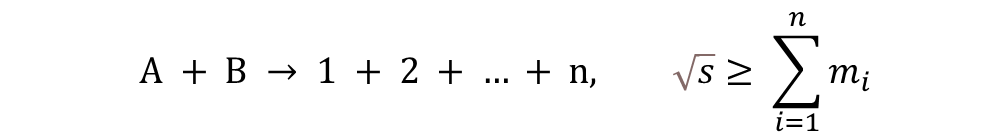 A + B → 1 + 2 + ... + n, √s ≥ ∑_{i=1}^{n} m_i